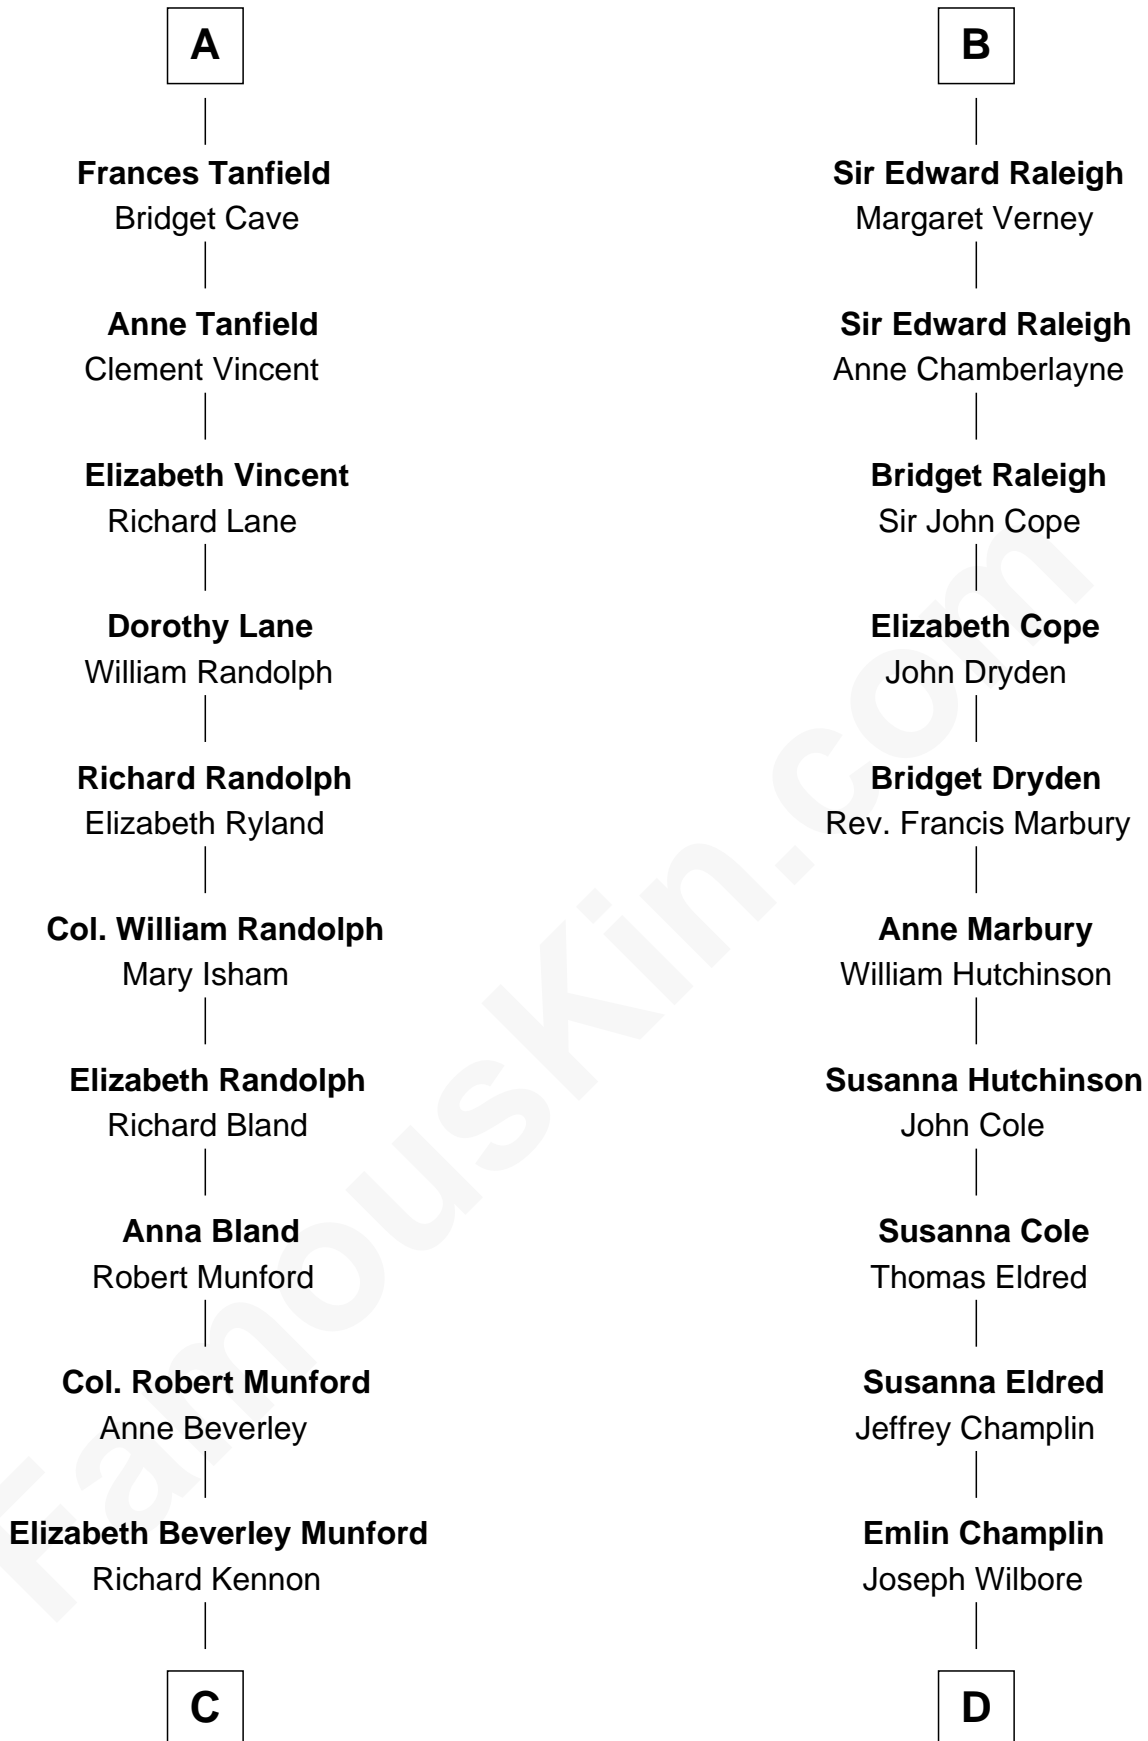 A
Frances Tanfield
Bridget Cave
Anne Tanfield
Clement Vincent
Elizabeth Vincent
Richard Lane
Dorothy Lane
William Randolph
Richard Randolph
Elizabeth Ryland
Col. William Randolph
Mary Isham
Elizabeth Randolph
Richard Bland
Anna Bland
Robert Munford
Col. Robert Munford
Anne Beverley
Elizabeth Beverley Munford
Richard Kennon
C
B
Sir Edward Raleigh
Margaret Verney
Sir Edward Raleigh
Anne Chamberlayne
Bridget Raleigh
Sir John Cope
Elizabeth Cope
John Dryden
Bridget Dryden
Rev. Francis Marbury
Anne Marbury
William Hutchinson
Susanna Hutchinson
John Cole
Susanna Cole
Thomas Eldred
Susanna Eldred
Jeffrey Champlin
Emlin Champlin
Joseph Wilbore
D
FamousKin.com